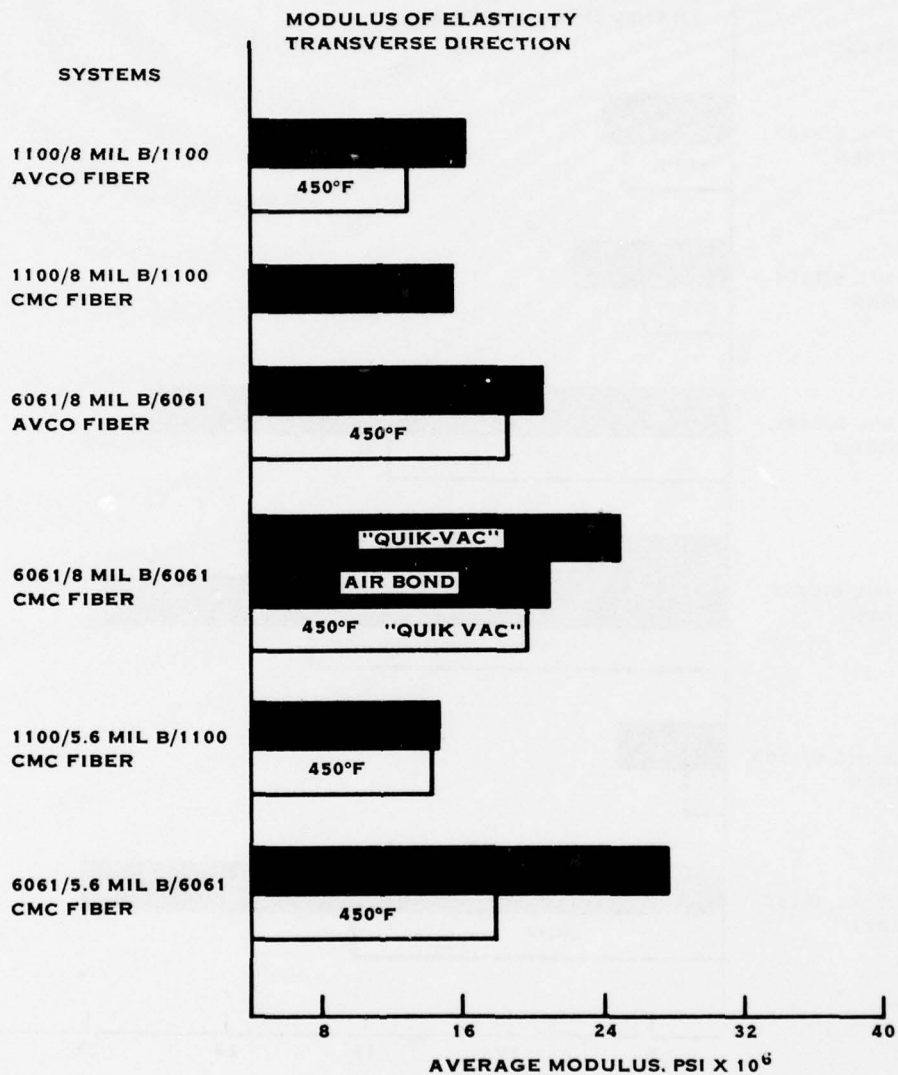 MODULUS OF ELASTICITY
TRANSVERSE DIRECTION
SYSTEMS
1100/8 MIL B/1100
AVCO FIBER
450°F
1100/8 MIL B/1100
CMC FIBER
6061/8 MIL B/6061
AVCO FIBER
450°F
6061/8 MIL B/6061
CMC FIBER
"QUIK-VAC"
AIR BOND
450°F "QUIK VAC"
1100/5.6 MIL B/1100
CMC FIBER
450°F
6061/5.6 MIL B/6061
CMC FIBER
450°F
8 16 24 32 40
AVERAGE MODULUS. PSI X 10⁶